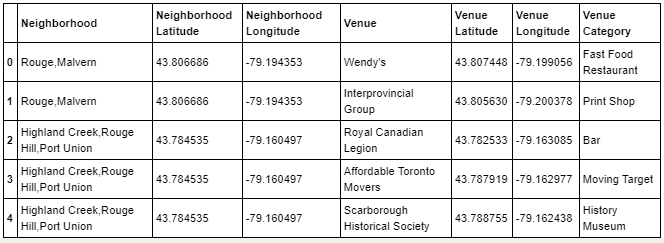 Neighborhood Neighborhood Latitude Neighborhood Longitude Venue Venue Latitude Venue Longitude Venue Category
0 Rouge,Malvern 43.806686 -79.194353 Wendy's 43.807448 -79.199056 Fast Food Restaurant
1 Rouge,Malvern 43.806686 -79.194353 Interprovincial Group 43.805630 -79.200378 Print Shop
2 Highland Creek,Rouge Hill,Port Union 43.784535 -79.160497 Royal Canadian Legion 43.782533 -79.163085 Bar
3 Highland Creek,Rouge Hill,Port Union 43.784535 -79.160497 Affordable Toronto Movers 43.787919 -79.162977 Moving Target
4 Highland Creek,Rouge Hill,Port Union 43.784535 -79.160497 Scarborough Historical Society 43.788755 -79.162438 History Museum